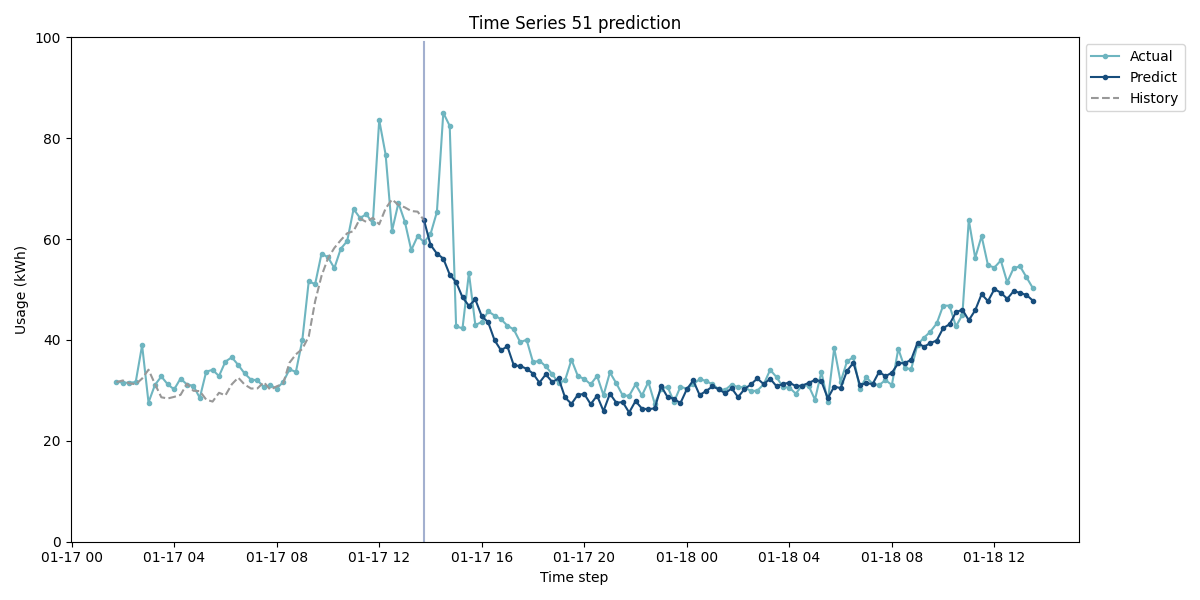 Time Series 51 prediction
100
80
60
40
20
0
Usage (kWh)
01-17 00 01-17 04 01-17 08 01-17 12 01-17 16 01-17 20 01-18 00 01-18 04 01-18 08 01-18 12
Time step
Actual
Predict
History